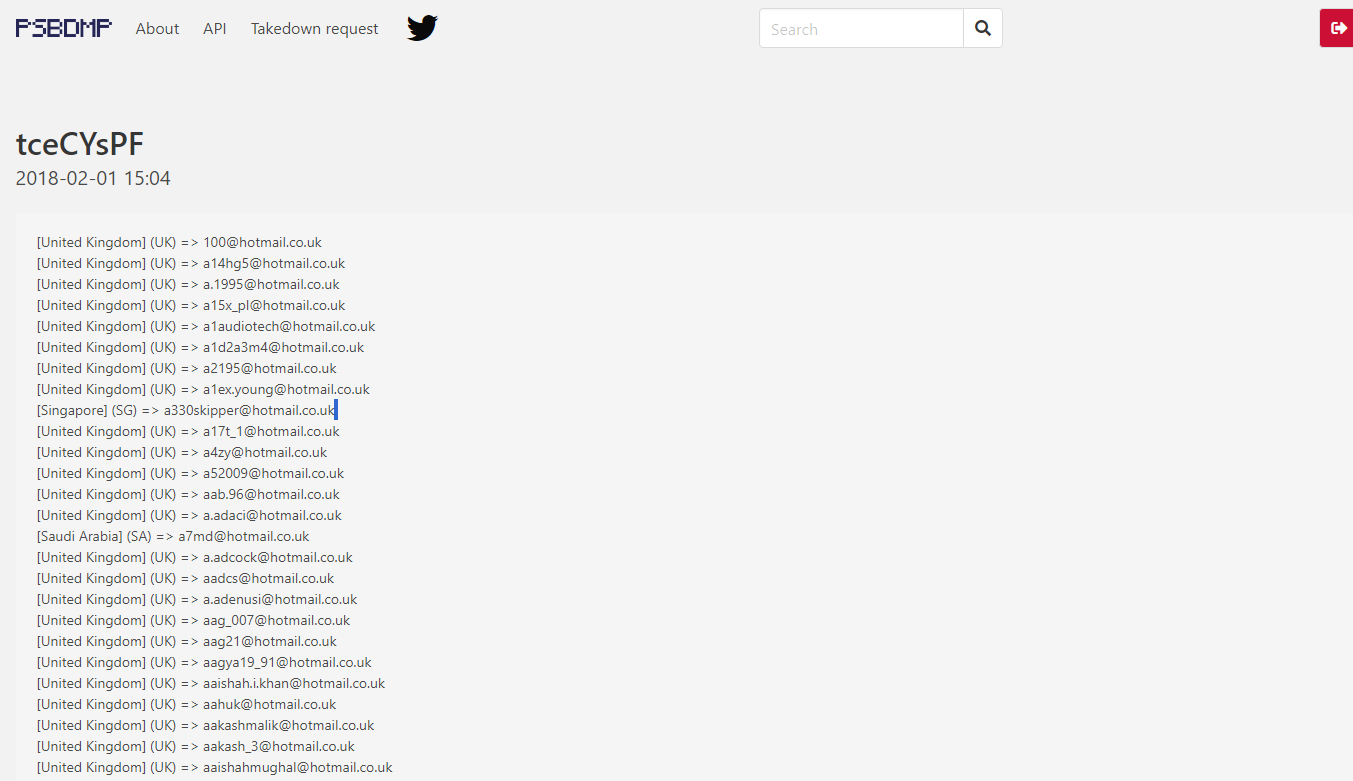 PSBDMP About API Takedown request Search
tceCYsPF
2018-02-01 15:04
[United Kingdom] (UK) => 100@hotmail.co.uk
[United Kingdom] (UK) => a14hg5@hotmail.co.uk
[United Kingdom] (UK) => a.1995@hotmail.co.uk
[United Kingdom] (UK) => a15x_pl@hotmail.co.uk
[United Kingdom] (UK) => a1audiotech@hotmail.co.uk
[United Kingdom] (UK) => a1d2a3m4@hotmail.co.uk
[United Kingdom] (UK) => a2195@hotmail.co.uk
[United Kingdom] (UK) => a1ex.young@hotmail.co.uk
[Singapore] (SG) => a330skipper@hotmail.co.uk
[United Kingdom] (UK) => a17t_1@hotmail.co.uk
[United Kingdom] (UK) => a4zy@hotmail.co.uk
[United Kingdom] (UK) => a52009@hotmail.co.uk
[United Kingdom] (UK) => aab.96@hotmail.co.uk
[United Kingdom] (UK) => a.adaci@hotmail.co.uk
[Saudi Arabia] (SA) => a7md@hotmail.co.uk
[United Kingdom] (UK) => a.adcock@hotmail.co.uk
[United Kingdom] (UK) => aadcs@hotmail.co.uk
[United Kingdom] (UK) => a.adenusi@hotmail.co.uk
[United Kingdom] (UK) => aag_007@hotmail.co.uk
[United Kingdom] (UK) => aag21@hotmail.co.uk
[United Kingdom] (UK) => aagya19_91@hotmail.co.uk
[United Kingdom] (UK) => aaishah.i.khan@hotmail.co.uk
[United Kingdom] (UK) => aahuk@hotmail.co.uk
[United Kingdom] (UK) => aakashmalik@hotmail.co.uk
[United Kingdom] (UK) => aakash_3@hotmail.co.uk
[United Kingdom] (UK) => aaishahmughal@hotmail.co.uk